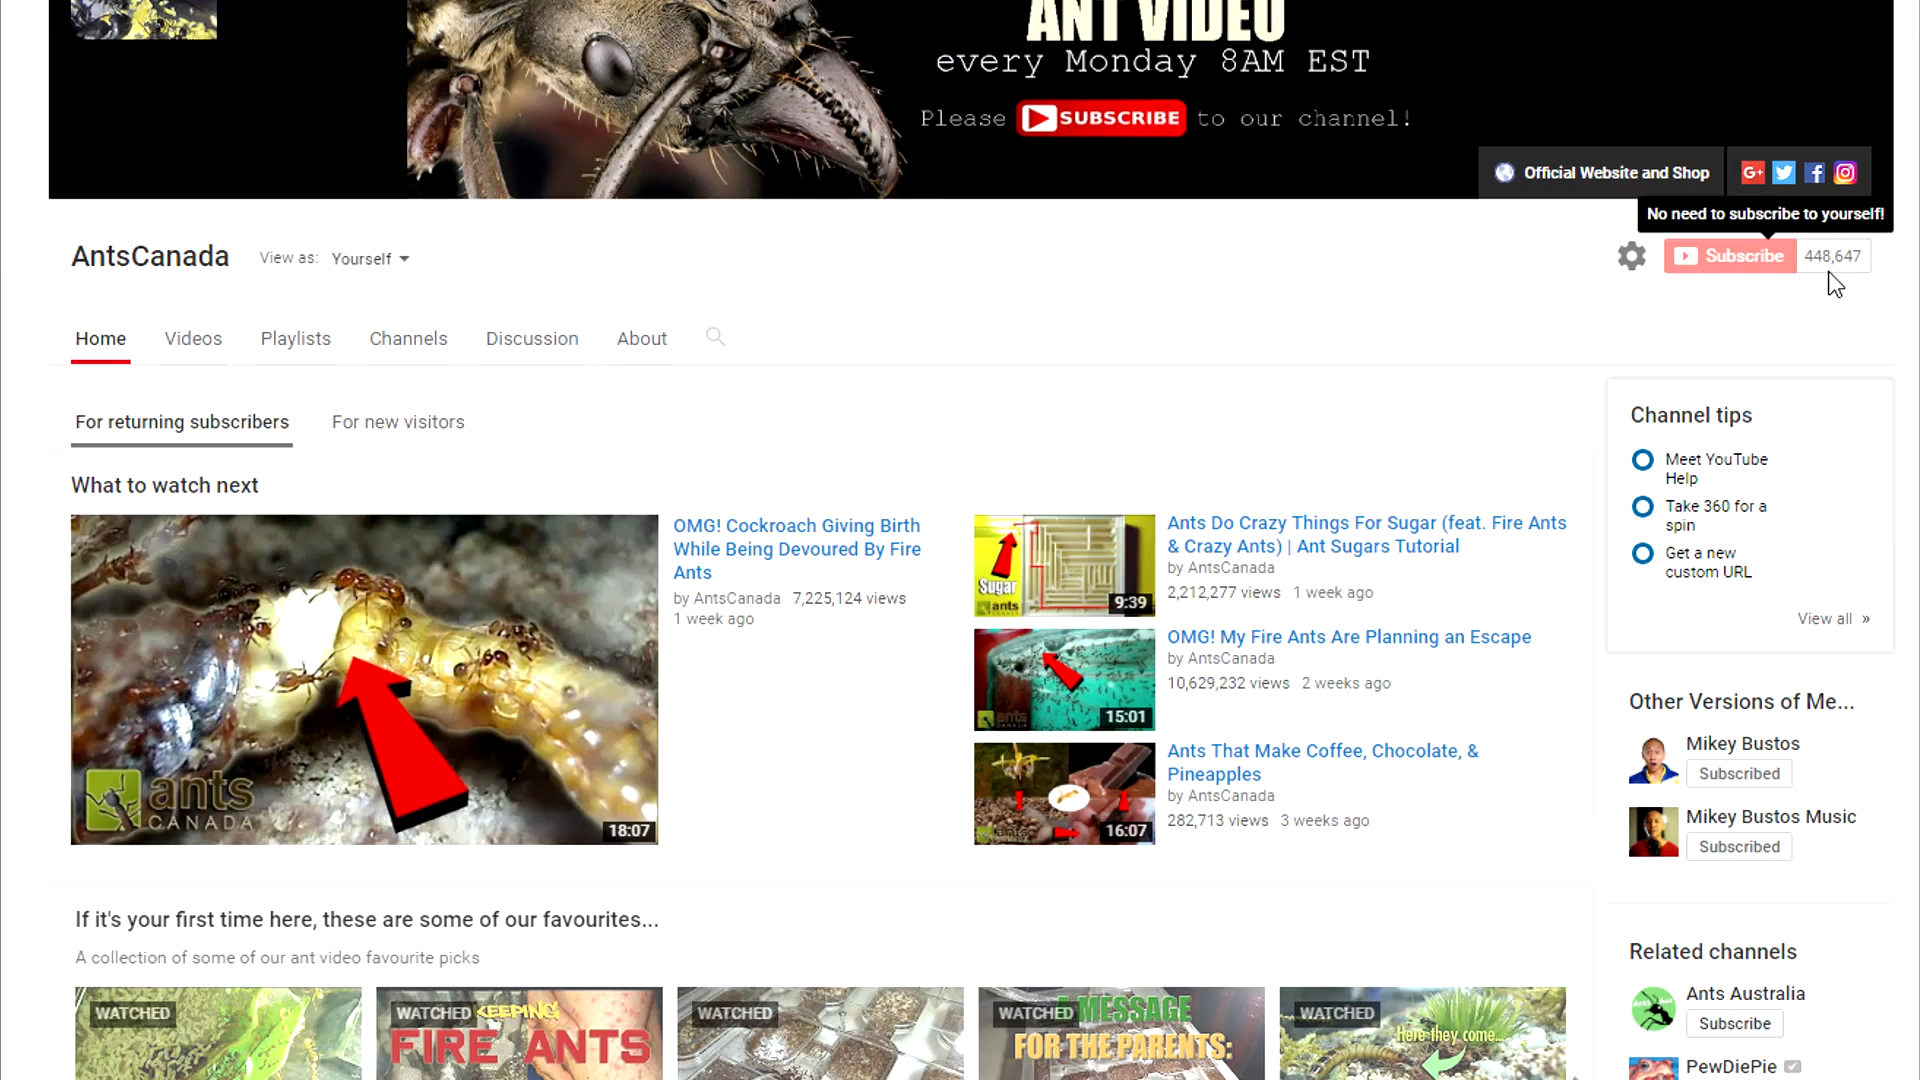 ANT VIDEO
every Monday 8AM EST
Please SUBSCRIBE to our channel!
Official Website and Shop
G+
No need to subscribe to yourself!
AntsCanada
View as: Yourself
Subscribe 448,647
Home Videos Playlists Channels Discussion About
For returning subscribers For new visitors
What to watch next
ants
CANADA
18:07
OMG! Cockroach Giving Birth
While Being Devoured By Fire
Ants
by AntsCanada 7,225,124 views
1 week ago
Sugar
ants
9:39
Ants Do Crazy Things For Sugar (feat. Fire Ants
& Crazy Ants) | Ant Sugars Tutorial
by AntsCanada
2,212,277 views 1 week ago
ants
CANADA
15:01
OMG! My Fire Ants Are Planning an Escape
by AntsCanada
10,629,232 views 2 weeks ago
ants
16:07
Ants That Make Coffee, Chocolate, &
Pineapples
by AntsCanada
282,713 views 3 weeks ago
Channel tips
Meet YouTube
Help
Take 360 for a
spin
Get a new
custom URL
View all »
Other Versions of Me...
Mikey Bustos
Subscribed
Mikey Bustos Music
Subscribed
Related channels
Ants Australia
Subscribe
PewDiePie
If it's your first time here, these are some of our favourites...
A collection of some of our ant video favourite picks
WATCHED
WATCHED KEEPING
FIRE ANTS
WATCHED
WATCHED A MESSAGE
FOR THE PARENTS:
WATCHED
Here they come...